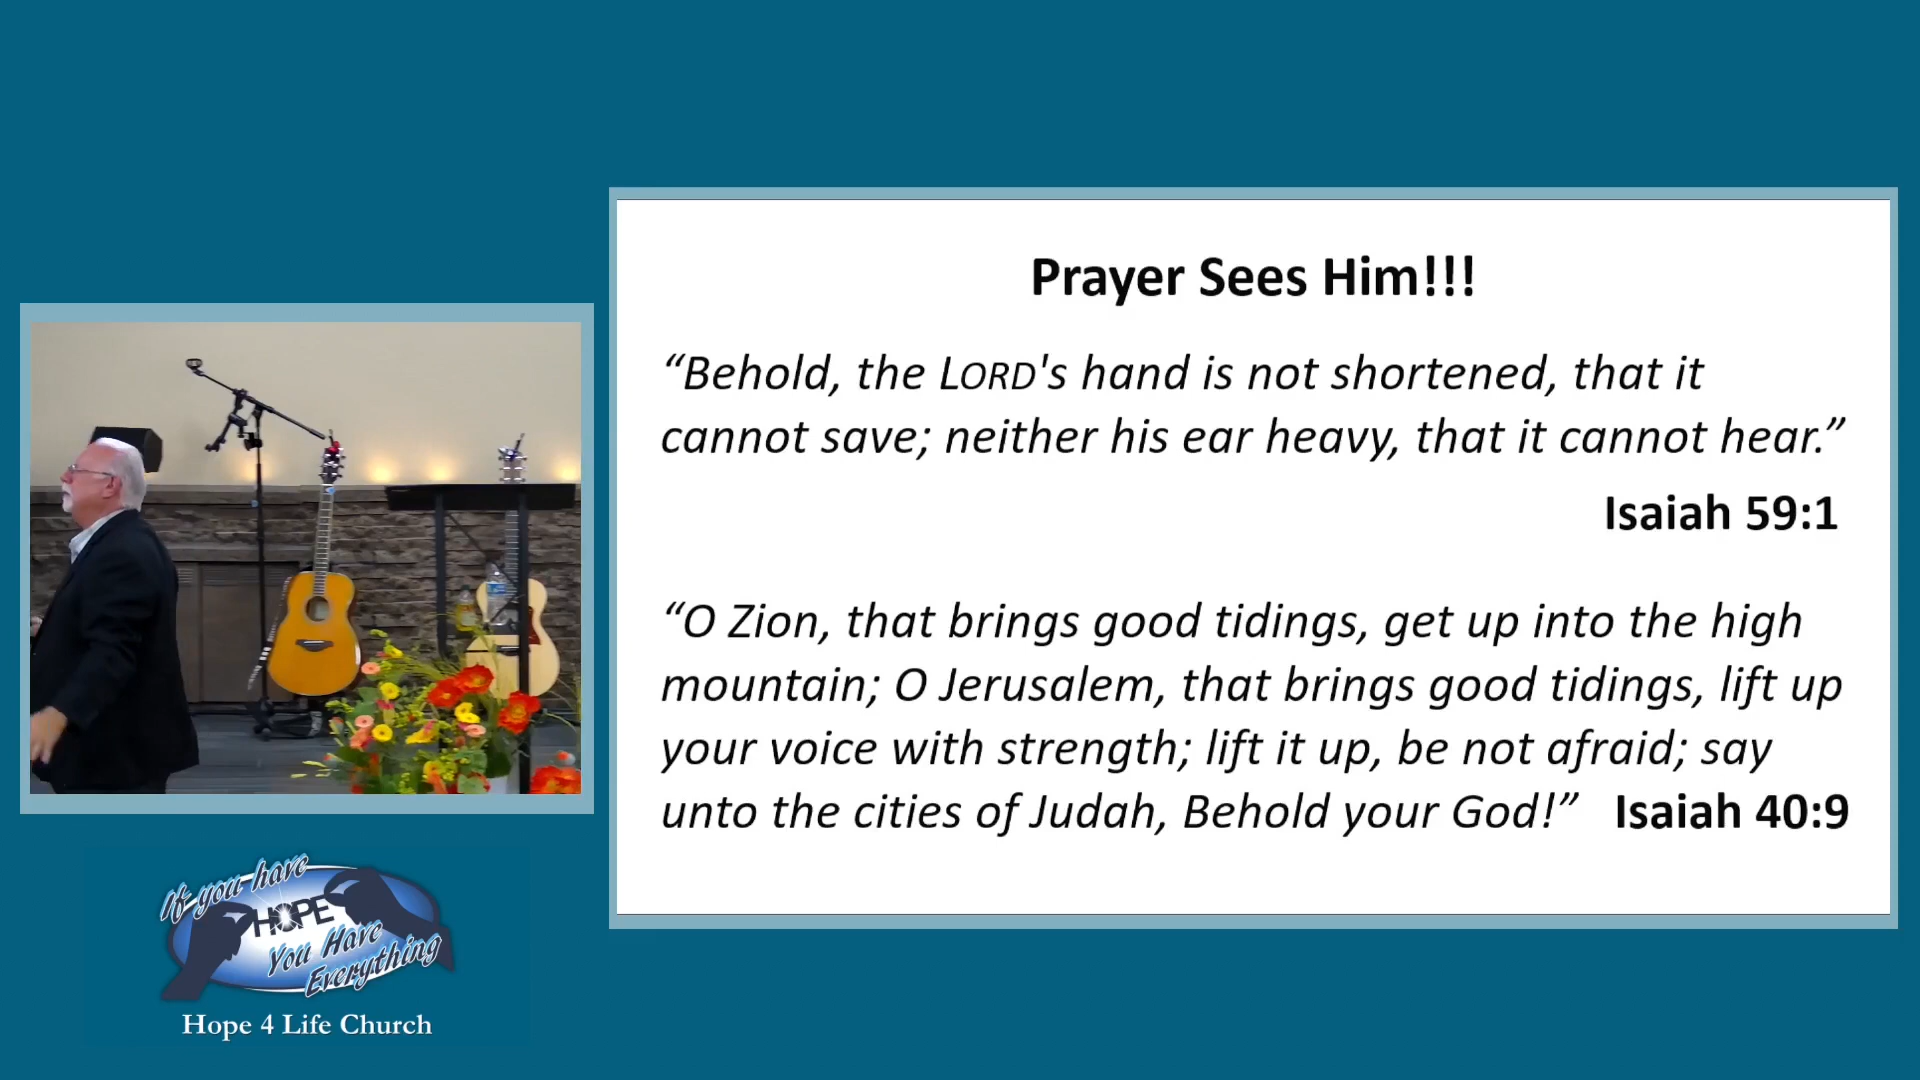 Prayer Sees Him!!!
“Behold, the LORD's hand is not shortened, that it
cannot save; neither his ear heavy, that it cannot hear.”
Isaiah 59:1
“O Zion, that brings good tidings, get up into the high
mountain; O Jerusalem, that brings good tidings, lift up
your voice with strength; lift it up, be not afraid; say
unto the cities of Judah, Behold your God!” Isaiah 40:9
If you have
HOPE
You Have
Everything
Hope 4 Life Church